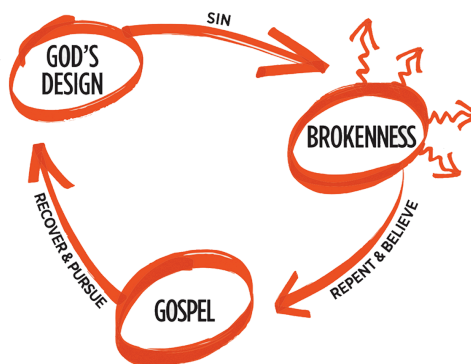 GOD'S
DESIGN
SIN
BROKENNESS
REPENT & BELIEVE
GOSPEL
RECOVER & PURSUE